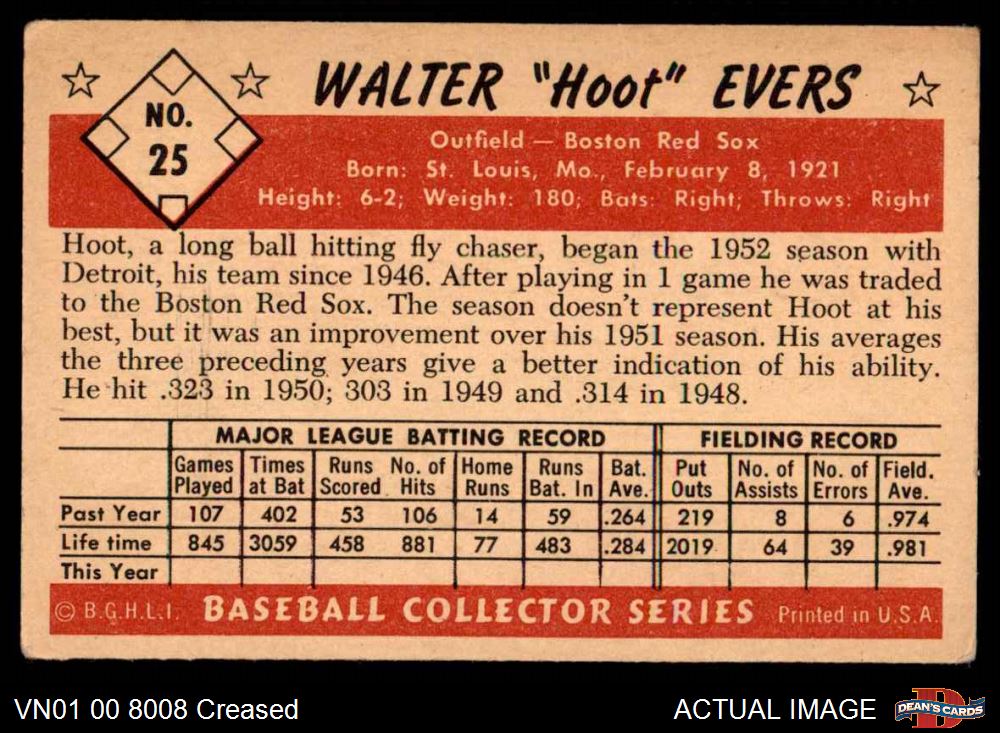 NO.
25
WALTER "Hoot" EVERS
Outfield — Boston Red Sox
Born: St. Louis, Mo., February 8, 1921
Height: 6-2; Weight: 180; Bats: Right; Throws: Right
Hoot, a long ball hitting fly chaser, began the 1952 season with
Detroit, his team since 1946. After playing in 1 game he was traded
to the Boston Red Sox. The season doesn't represent Hoot at his
best, but it was an improvement over his 1951 season. His averages
the three preceding years give a better indication of his ability.
He hit .323 in 1950; 303 in 1949 and .314 in 1948.
MAJOR LEAGUE BATTING RECORD FIELDING RECORD
Games Times Runs No. of Home Runs Bat. Put No. of No. of Field.
Played at Bat Scored Hits Runs Bat. In Ave. Outs Assists Errors Ave.
Past Year 107 402 53 106 14 59 .264 219 8 6 .974
Life time 845 3059 458 881 77 483 .284 2019 64 39 .981
This Year
© B.G.H.L.I. BASEBALL COLLECTOR SERIES Printed in U.S.A.
VN01 00 8008 Creased ACTUAL IMAGE DEAN'S CARDS